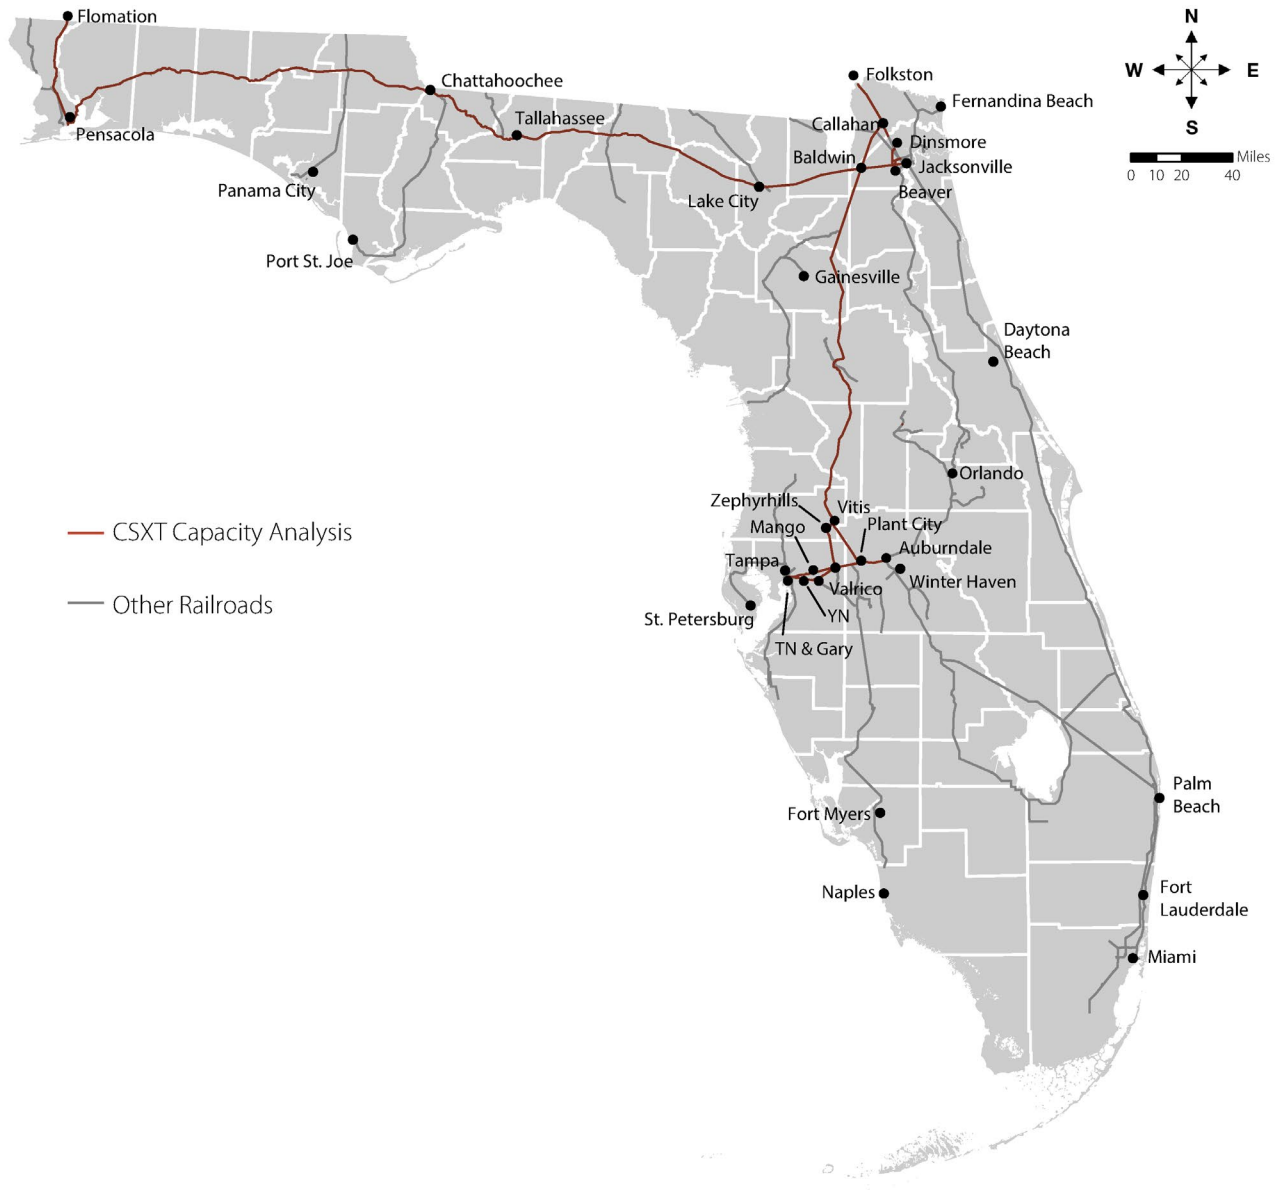 Flomation
Pensacola
Chattahoochee
Tallahassee
Panama City
Port St. Joe
Lake City
Folkston
Fernandina Beach
Callahan
Dinsmore
Baldwin
Jacksonville
Beaver
Gainesville
Daytona
Beach
Orlando
Zephyrhills
Vitis
Mango
Plant City
Tampa
Auburndale
Winter Haven
Valrico
St. Petersburg
YN
TN & Gary
Fort Myers
Naples
Palm
Beach
Fort
Lauderdale
Miami
N
W
E
S
Miles
0 10 20 40
CSXT Capacity Analysis
Other Railroads